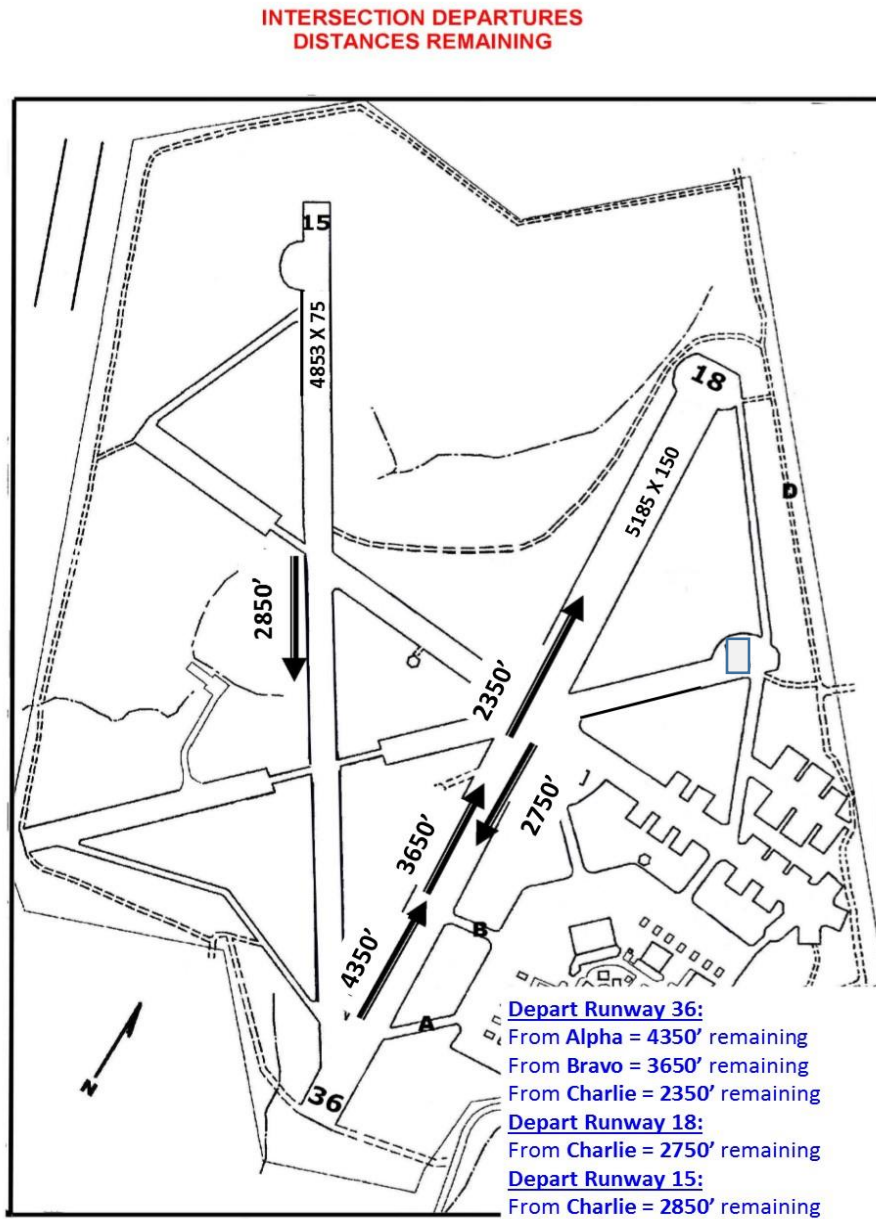 INTERSECTION DEPARTURES
DISTANCES REMAINING
15
4853 X 75
18
5185 X 150
D
2850’
2350’
2750’
3650’
B
4350’
A
N
36
Depart Runway 36:
From Alpha = 4350’ remaining
From Bravo = 3650’ remaining
From Charlie = 2350’ remaining
Depart Runway 18:
From Charlie = 2750’ remaining
Depart Runway 15:
From Charlie = 2850’ remaining